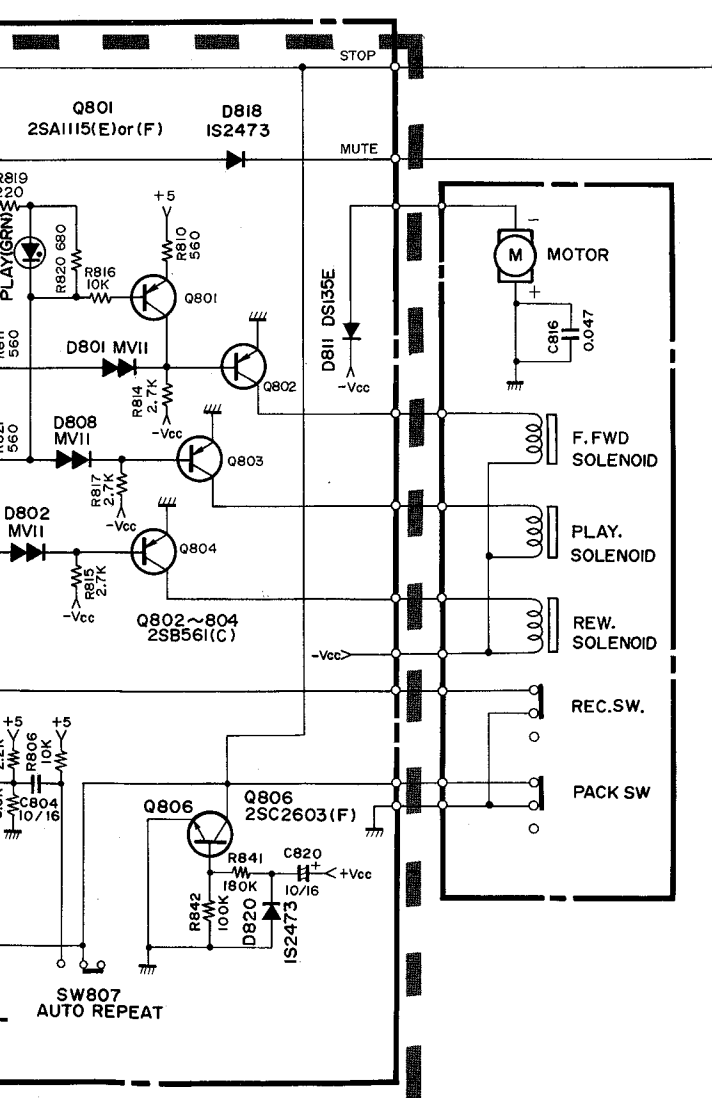 STOP
Q801
2SA1115(E)or(F)
D818
1S2473
MUTE
R819
220
+5
PLAY(GRN)
R820 680
R816
10K
R810
560
Q801
−
M
MOTOR
+
D811 DS135E
C816
0.047
560
D801 MV11
R814
2.7K
-Vcc
Q802
-Vcc
F.FWD
SOLENOID
D808
MV11
560
R817
2.7K
-Vcc
Q803
D802
MV11
PLAY.
SOLENOID
R815
2.7K
-Vcc
Q804
Q802~804
2SB561(C)
REW.
SOLENOID
-Vcc
REC.SW.
+5
+5
2.2K
R806
10K
C804
10/16
Q806
Q806
2SC2603(F)
PACK SW
R841
180K
C820
+
10/16
+Vcc
R842
100K
D820
1S2473
SW807
AUTO REPEAT